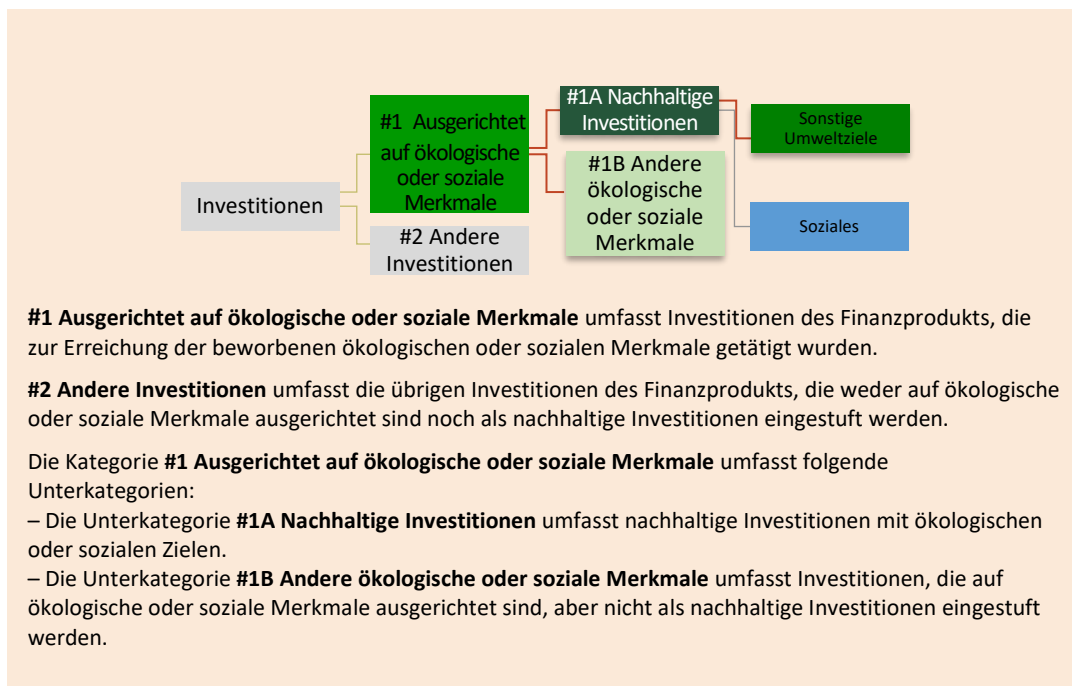 Investitionen
#1 Ausgerichtet
auf ökologische
oder soziale
Merkmale
#2 Andere
Investitionen
#1A Nachhaltige
Investitionen
#1B Andere
ökologische
oder soziale
Merkmale
Sonstige
Umweltziele
Soziales
#1 Ausgerichtet auf ökologische oder soziale Merkmale umfasst Investitionen des Finanzprodukts, die
zur Erreichung der beworbenen ökologischen oder sozialen Merkmale getätigt wurden.
#2 Andere Investitionen umfasst die übrigen Investitionen des Finanzprodukts, die weder auf ökologische
oder soziale Merkmale ausgerichtet sind noch als nachhaltige Investitionen eingestuft werden.
Die Kategorie #1 Ausgerichtet auf ökologische oder soziale Merkmale umfasst folgende
Unterkategorien:
– Die Unterkategorie #1A Nachhaltige Investitionen umfasst nachhaltige Investitionen mit ökologischen
oder sozialen Zielen.
– Die Unterkategorie #1B Andere ökologische oder soziale Merkmale umfasst Investitionen, die auf
ökologische oder soziale Merkmale ausgerichtet sind, aber nicht als nachhaltige Investitionen eingestuft
werden.